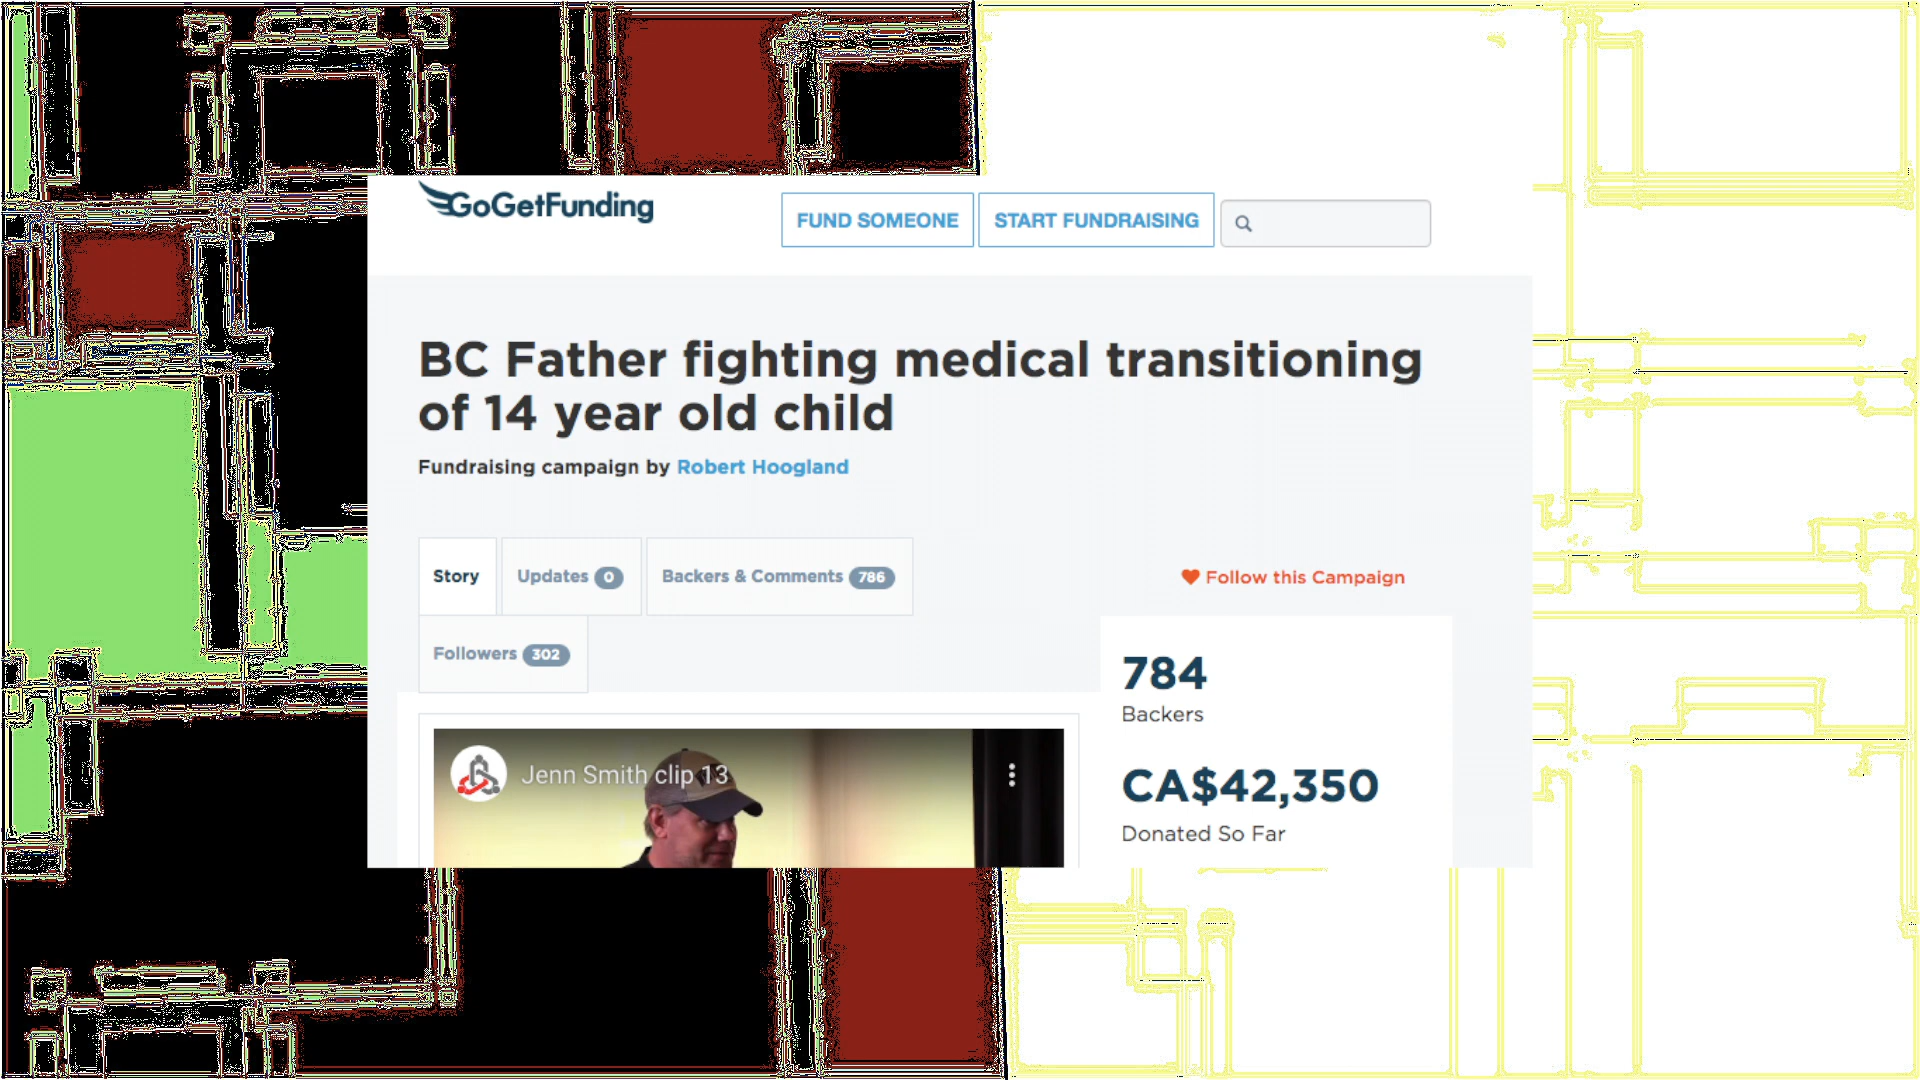 GoGetFunding
FUND SOMEONE
START FUNDRAISING
BC Father fighting medical transitioning
of 14 year old child
Fundraising campaign by Robert Hoogland
Story
Updates 0
Backers & Comments 786
Follow this Campaign
Followers 302
784
Backers
Jenn Smith clip 13
CA$42,350
Donated So Far